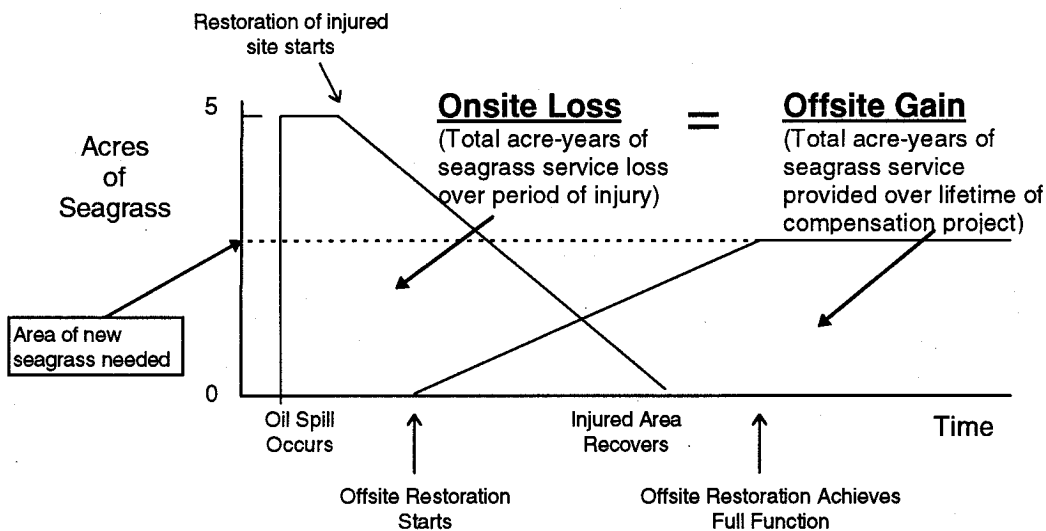 Restoration of injured
site starts
5
Acres
of
Seagrass
Onsite Loss
(Total acre-years of
seagrass service loss
over period of injury)
=
Offsite Gain
(Total acre-years of
seagrass service
provided over lifetime of
compensation project)
Area of new
seagrass needed
0
Oil Spill
Occurs
Injured Area
Recovers
Time
Offsite Restoration
Starts
Offsite Restoration Achieves
Full Function